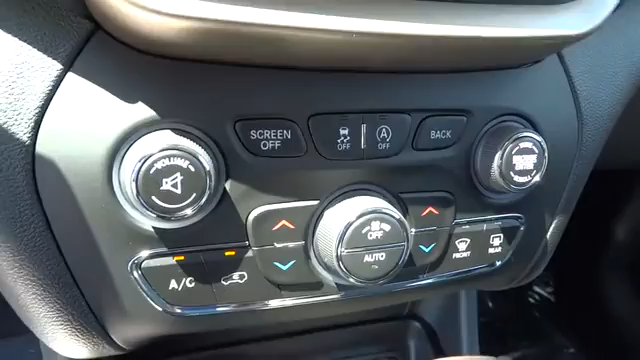 SCREEN
OFF
OFF
A
OFF
BACK
VOLUME
OFF
AUTO
A/C
FRONT
REAR